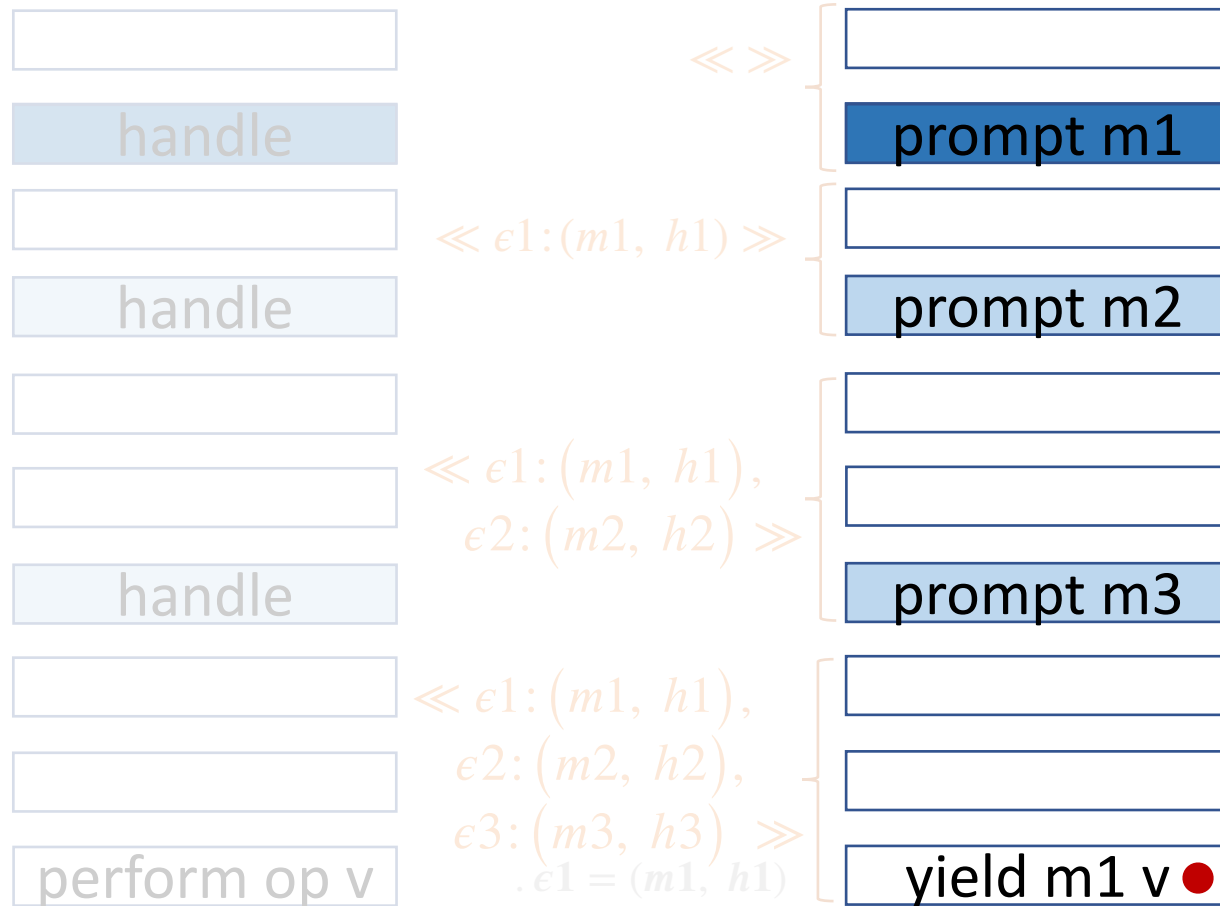 ≪ ≫
handle
prompt m1
≪ ϵ1:(m1, h1) ≫
handle
prompt m2
≪ ϵ1:(m1, h1),
ϵ2:(m2, h2) ≫
handle
prompt m3
≪ ϵ1:(m1, h1),
ϵ2:(m2, h2),
ϵ3:(m3, h3) ≫
perform op v
. ϵ1 = (m1, h1)
yield m1 v